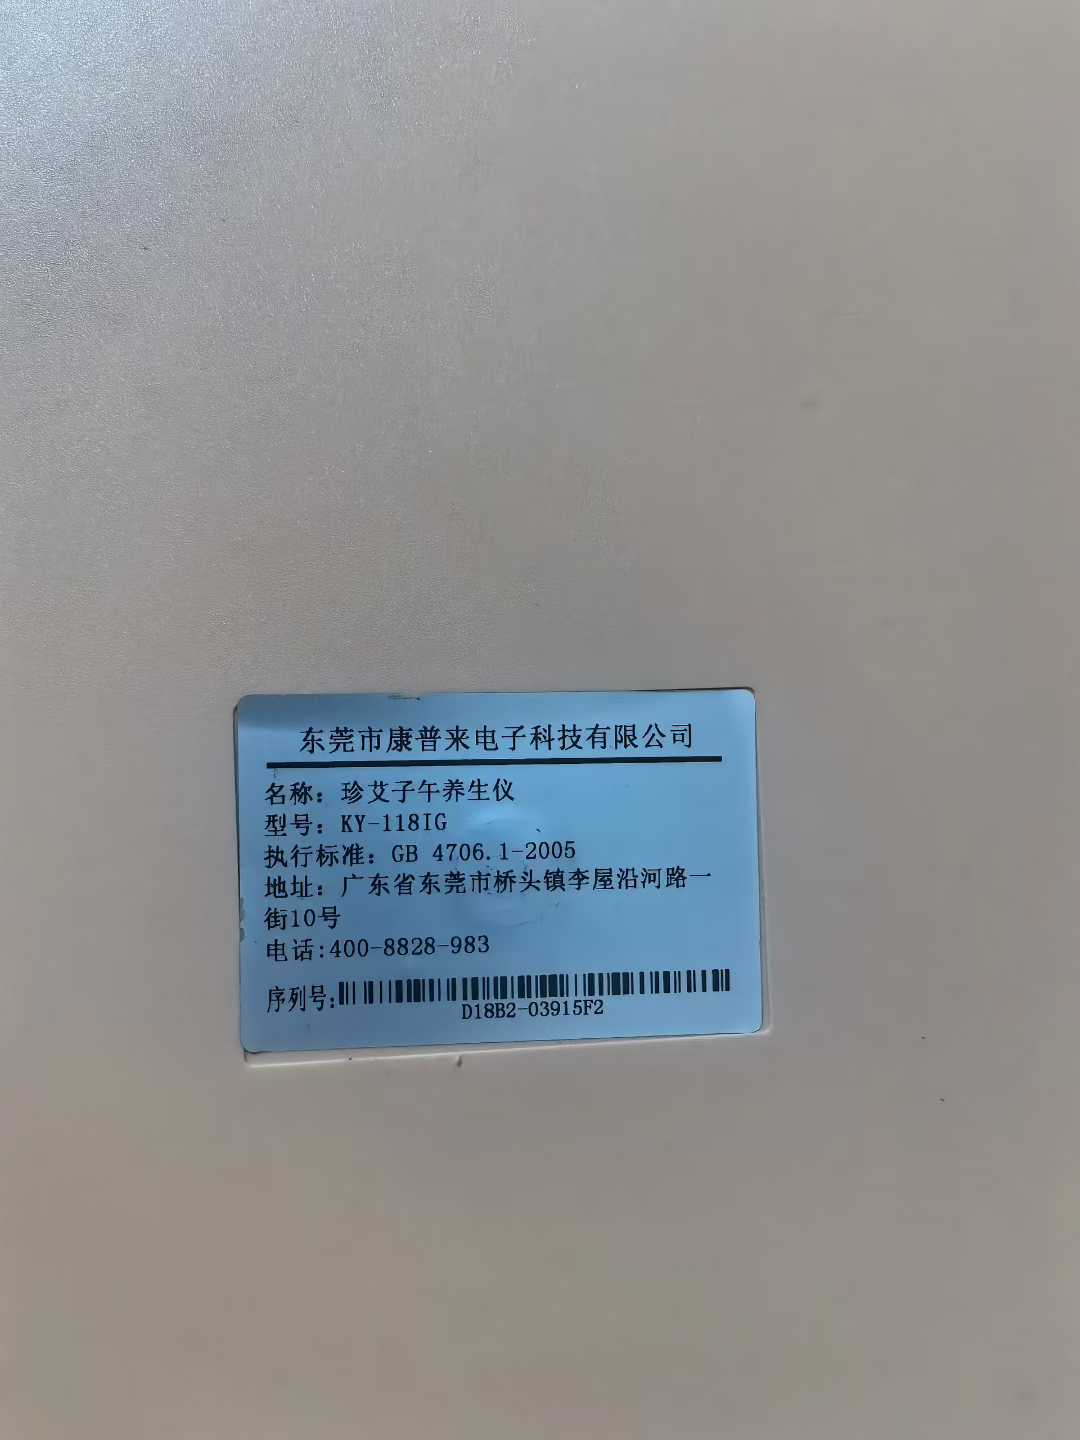 东莞市康普来电子科技有限公司
名称：珍艾子午养生仪
型号：KY-118IG
执行标准：GB 4706.1-2005
地址：广东省东莞市桥头镇李屋沿河路一
街10号
电话:400-8828-983
序列号:
D18B2-03915F2